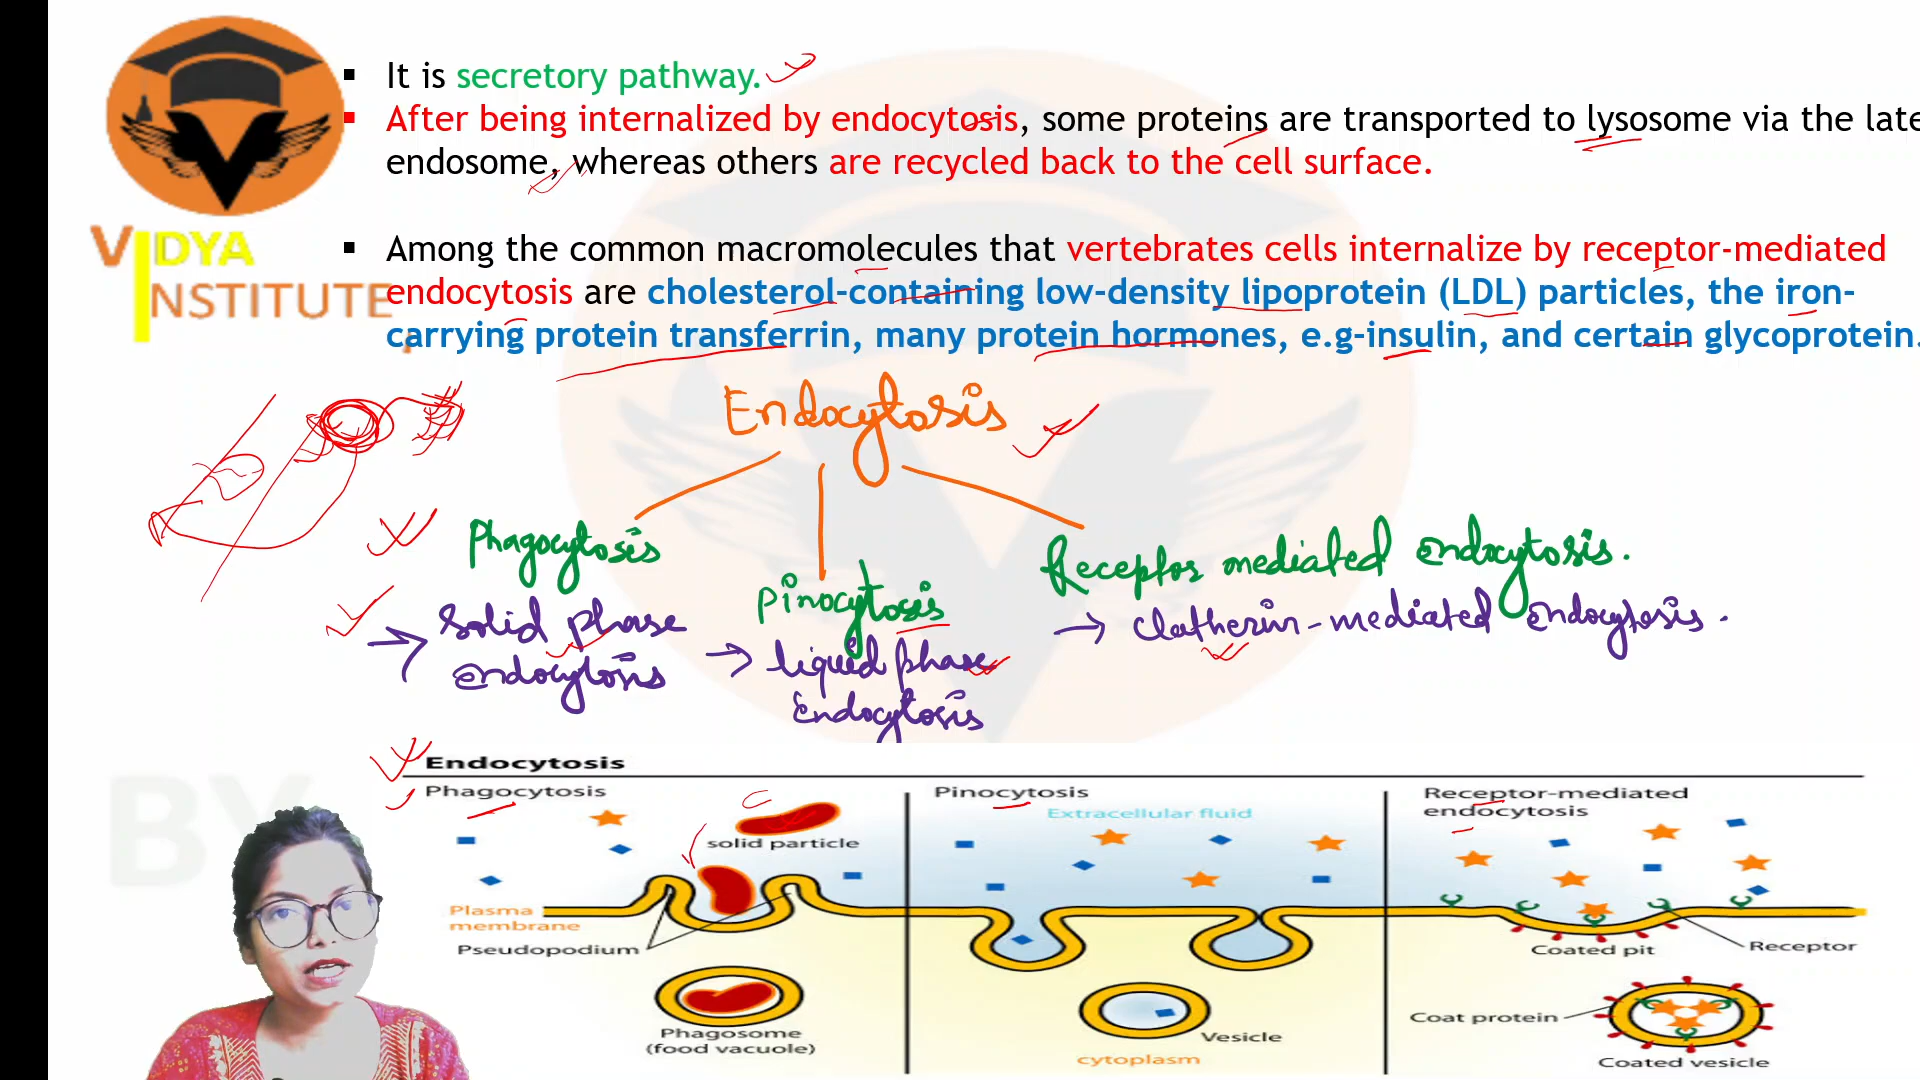 It is secretory pathway.
After being internalized by endocytosis, some proteins are transported to lysosome via the late
endosome, whereas others are recycled back to the cell surface.
VIDYA
INSTITUTE
Among the common macromolecules that vertebrates cells internalize by receptor-mediated
endocytosis are cholesterol-containing low-density lipoprotein (LDL) particles, the iron-
carrying protein transferrin, many protein hormones, e.g-insulin, and certain glycoprotein.
Endocytosis
Phagocytosis
Pinocytosis
Receptor mediated endocytosis.
→ Solid phase
endocytosis
→ liquid phase
Endocytosis
→ Clatherin-mediated endocytosis.
BY
Endocytosis
Phagocytosis
solid particle
Plasma
membrane
Pseudopodium
Phagosome
(food vacuole)
Pinocytosis
Extracellular fluid
Vesicle
cytoplasm
Receptor-mediated
endocytosis
Coated pit
Receptor
Coat protein
Coated vesicle